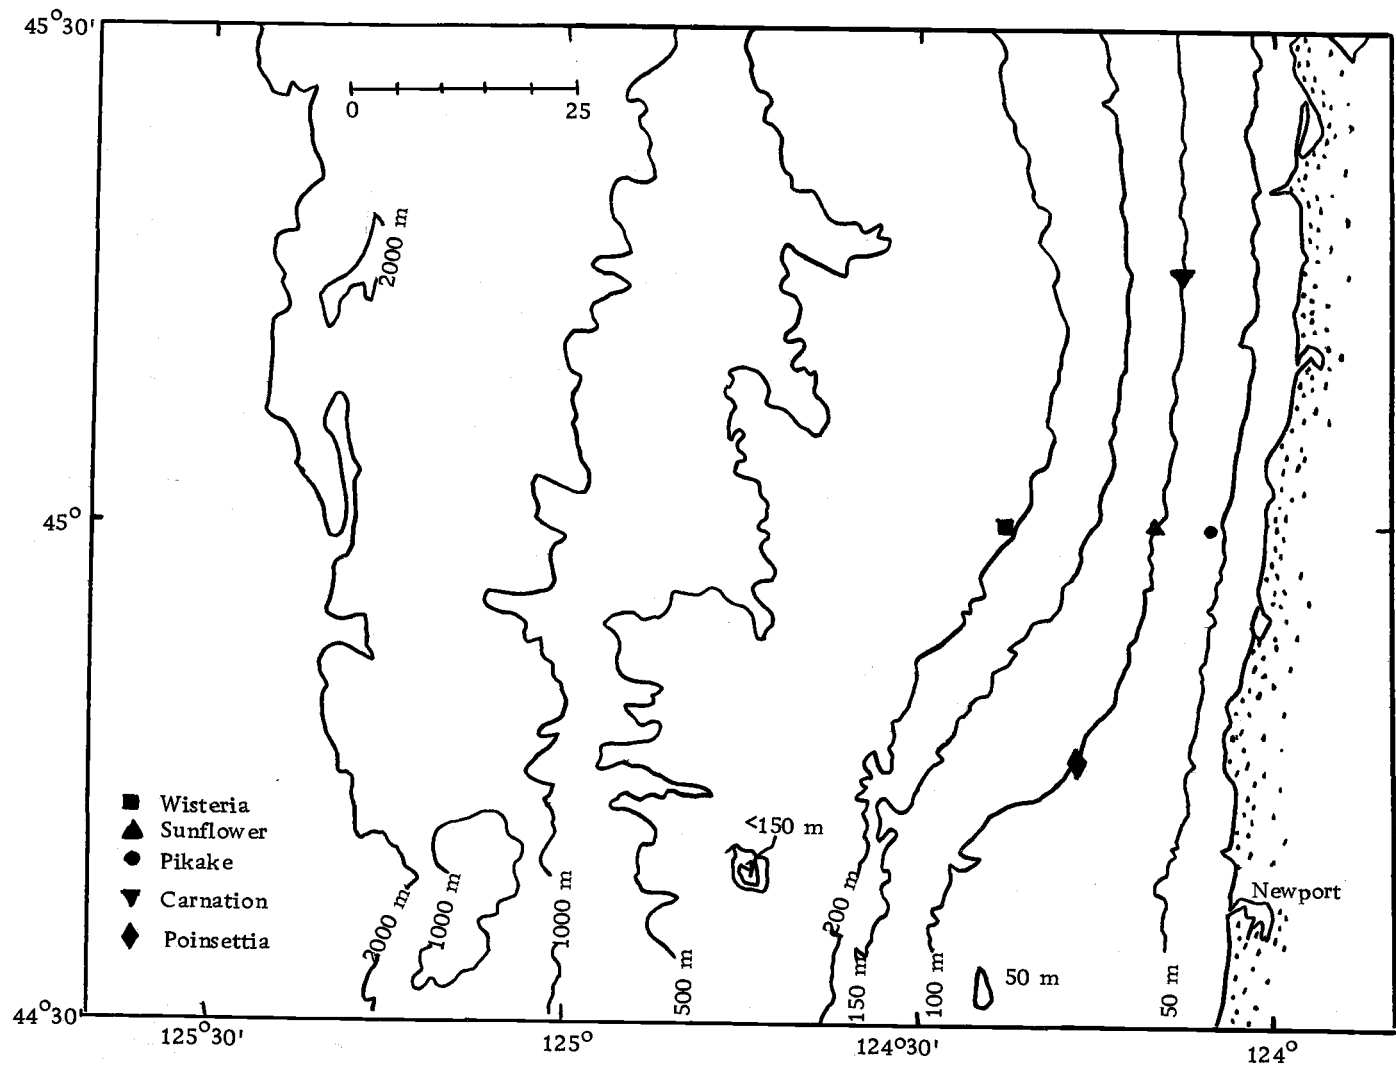 45°30'
0 25
2000 m
45°
Wisteria
Sunflower
Pikake
Carnation
Poinsettia
<150 m
Newport
2000 m
1000 m
1000 m
500 m
200 m
150 m
100 m
50 m
50 m
44°30'
125°30' 125° 124°30' 124°